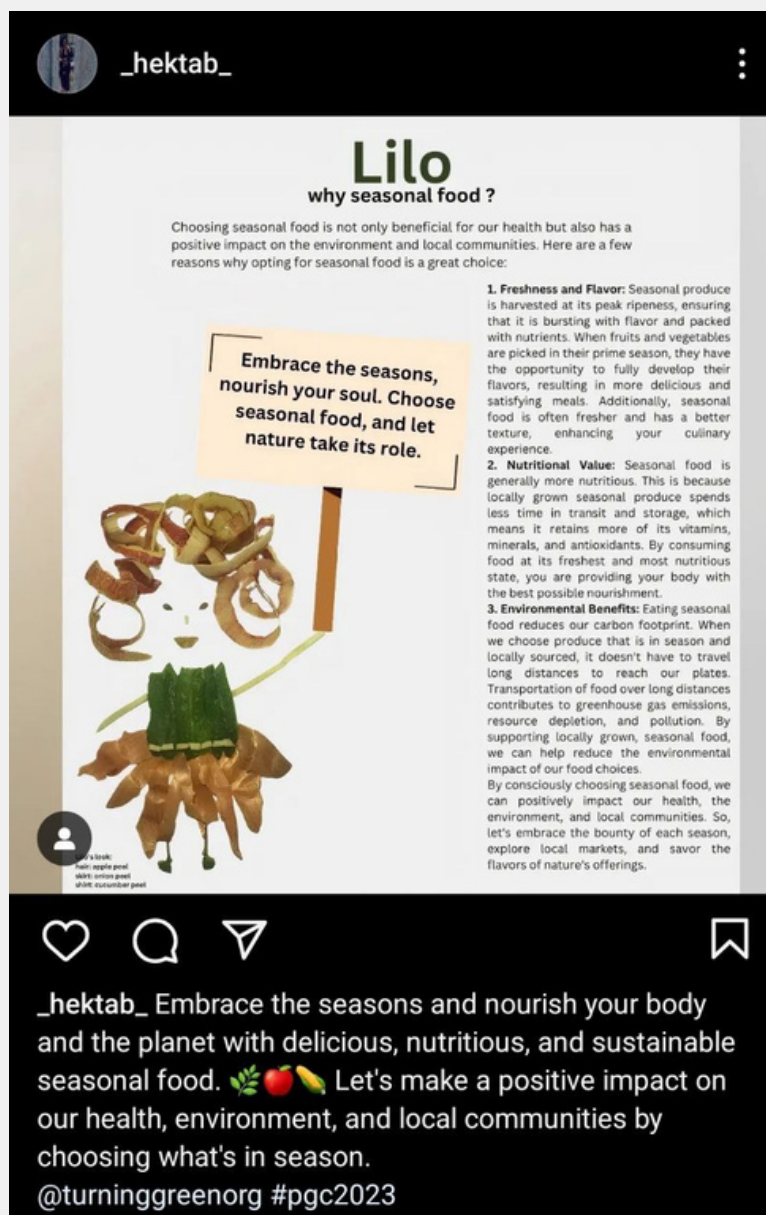 _hektab_
Lilo
why seasonal food ?
Choosing seasonal food is not only beneficial for our health but also has a
positive impact on the environment and local communities. Here are a few
reasons why opting for seasonal food is a great choice:
Embrace the seasons,
nourish your soul. Choose
seasonal food, and let
nature take its role.
1. Freshness and Flavor: Seasonal produce
is harvested at its peak ripeness, ensuring
that it is bursting with flavor and packed
with nutrients. When fruits and vegetables
are picked in their prime season, they have
the opportunity to fully develop their
flavors, resulting in more delicious and
satisfying meals. Additionally, seasonal
food is often fresher and has a better
texture, enhancing your culinary
experience.
2. Nutritional Value: Seasonal food is
generally more nutritious. This is because
locally grown seasonal produce spends
less time in transit and storage, which
means it retains more of its vitamins,
minerals, and antioxidants. By consuming
food at its freshest and most nutritious
state, you are providing your body with
the best possible nourishment.
3. Environmental Benefits: Eating seasonal
food reduces our carbon footprint. When
we choose produce that is in season and
locally sourced, it doesn't have to travel
long distances to reach our plates.
Transportation of food over long distances
contributes to greenhouse gas emissions,
resource depletion, and pollution. By
supporting locally grown, seasonal food,
we can help reduce the environmental
impact of our food choices.
By consciously choosing seasonal food, we
can positively impact our health, the
environment, and local communities. So,
let's embrace the bounty of each season,
explore local markets, and savor the
flavors of nature's offerings.
look:
hair: apple peel
skirt: onion peel
shirt: cucumber peel
_hektab_ Embrace the seasons and nourish your body
and the planet with delicious, nutritious, and sustainable
seasonal food. 🌿🍎🌽 Let's make a positive impact on
our health, environment, and local communities by
choosing what's in season.
@turninggreenorg #pgc2023